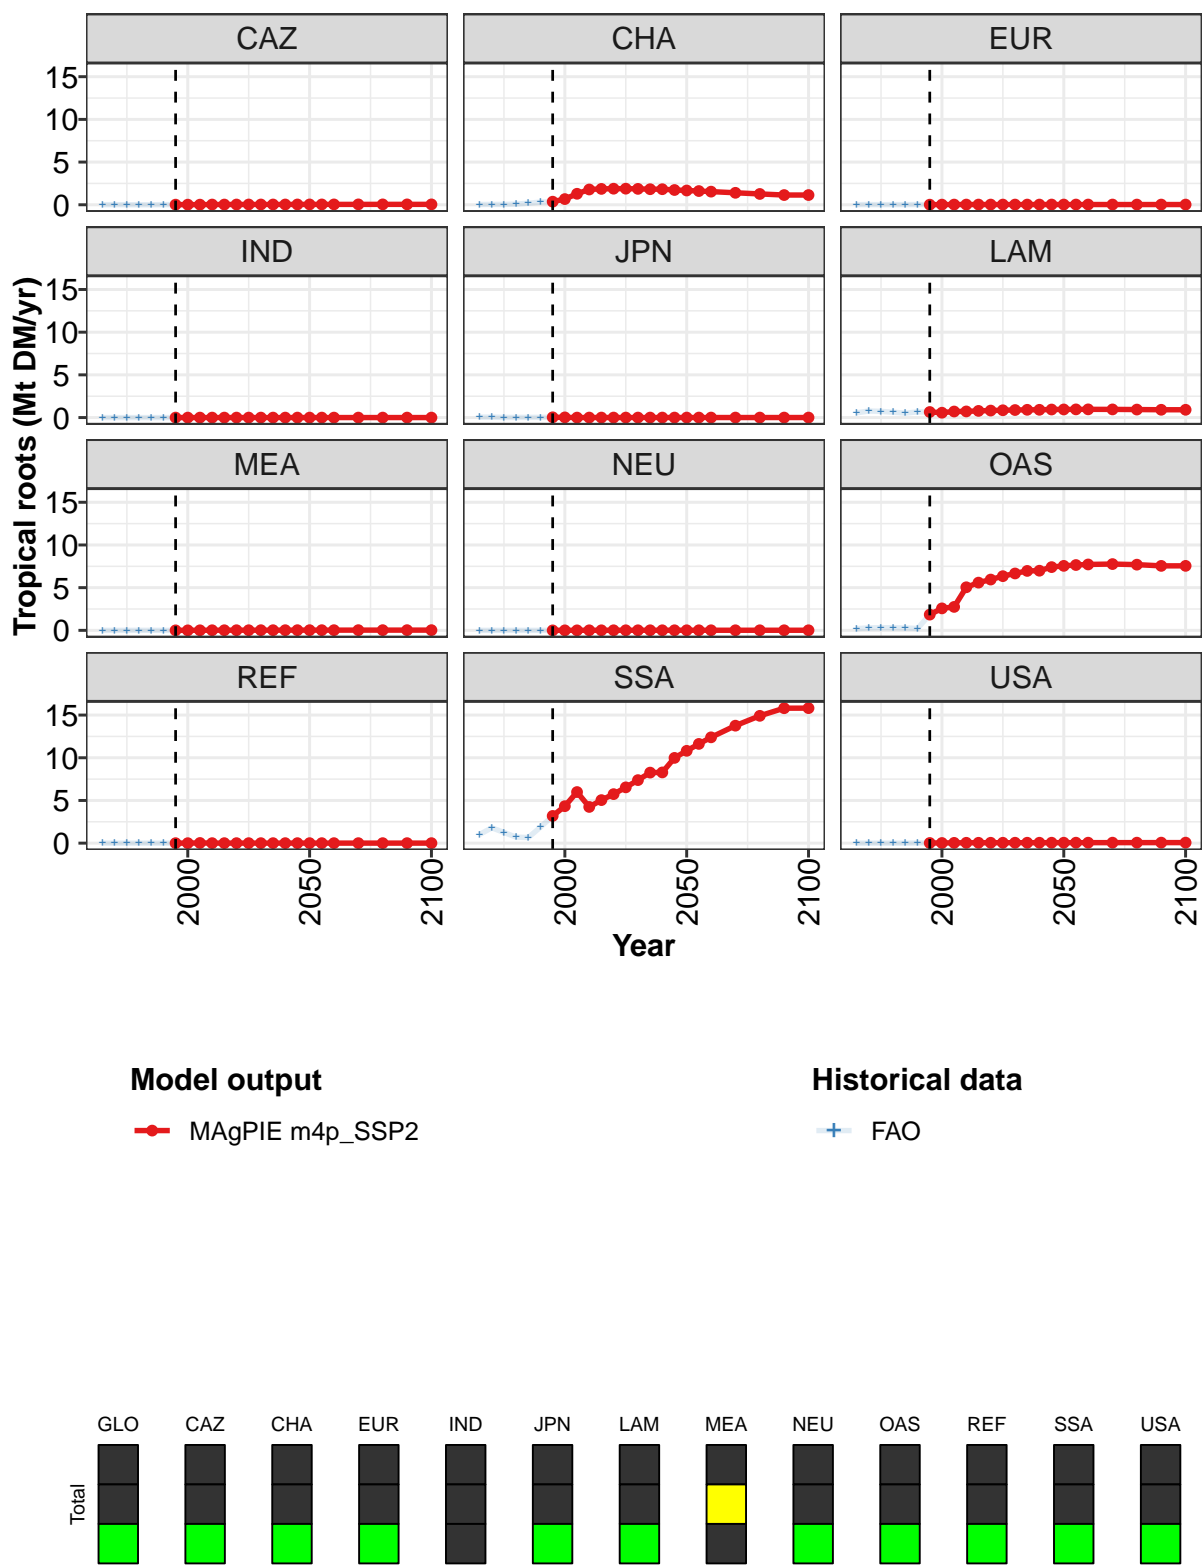 CAZ CHA EUR
15
10
5
0
IND JPN LAM
15
10
5
0
MEA NEU OAS
15
10
5
0
REF SSA USA
15
10
5
0
Tropical roots (Mt DM/yr)
2000 2050 2100 2000 2050 2100 2000 2050 2100
Year
Model output
MAgPIE m4p_SSP2
Historical data
FAO
GLO CAZ CHA EUR IND JPN LAM MEA NEU OAS REF SSA USA
Total